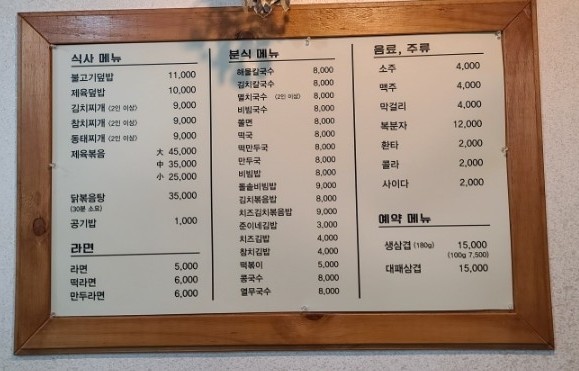 식사 메뉴
불고기덮밥 11,000
제육덮밥 10,000
김치찌개 (2인 이상) 9,000
참치찌개 (2인 이상) 9,000
동태찌개 (2인 이상) 9,000
제육볶음 大 45,000
中 35,000
小 25,000
닭볶음탕 35,000
(30분 소요)
공기밥 1,000
라면
라면 5,000
떡라면 6,000
만두라면 6,000
분식 메뉴
해물칼국수 8,000
김치칼국수 8,000
멸치국수 (2인 이상) 8,000
비빔국수 8,000
쫄면 8,000
떡국 8,000
떡만두국 8,000
만두국 8,000
비빔밥 8,000
돌솥비빔밥 9,000
김치볶음밥 8,000
치즈김치볶음밥 9,000
준이네김밥 3,000
치즈김밥 4,000
참치김밥 4,000
떡볶이 5,000
콩국수 8,000
열무국수 8,000
음료, 주류
소주 4,000
맥주 4,000
막걸리 4,000
복분자 12,000
환타 2,000
콜라 2,000
사이다 2,000
예약 메뉴
생삼겹 (180g) 15,000
(100g 7,500)
대패삼겹 15,000